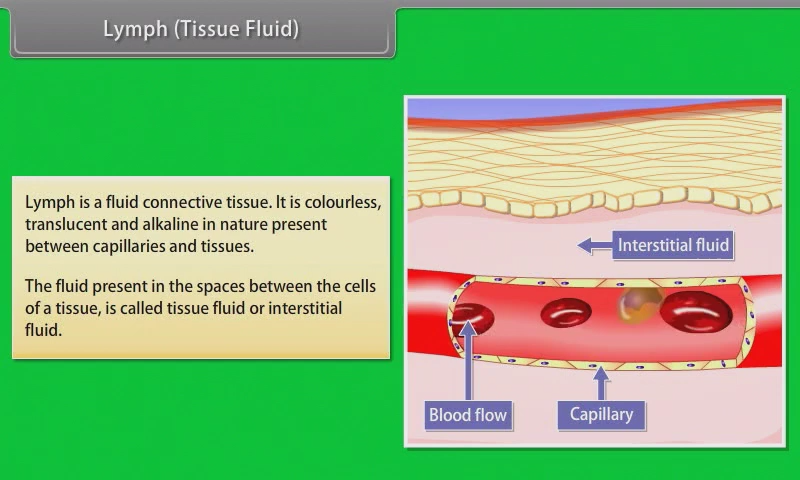 Lymph (Tissue Fluid)
Lymph is a fluid connective tissue. It is colourless,
translucent and alkaline in nature present
between capillaries and tissues.
The fluid present in the spaces between the cells
of a tissue, is called tissue fluid or interstitial
fluid.
Interstitial fluid
Blood flow
Capillary